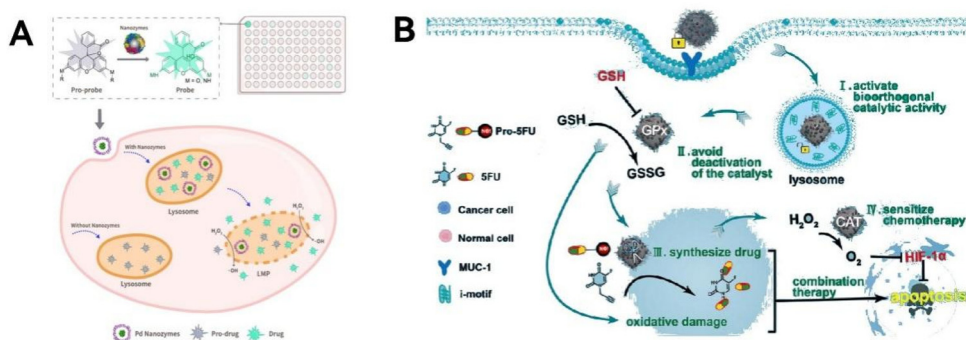 A
Nanozymes
M = O, NH
Pro-probe
Probe
With Nanozymes
Lysosome
Without Nanozymes
Lysosome
H₂O₂
·OH
H₂O₂
·OH
LMP
Pd Nanozymes
Pro-drug
Drug
B
GSH
GSH
GPx
GSSG
I. activate
bioorthogonal
catalytic activity
II. avoid
deactivation
of the catalyst
lysosome
Pro-5FU
5FU
Cancer cell
Normal cell
MUC-1
i-motif
III. synthesize drug
oxidative damage
H₂O₂
CAT
O₂
IV. sensitize
chemotherapy
HIF-1α
combination
therapy
apoptosis